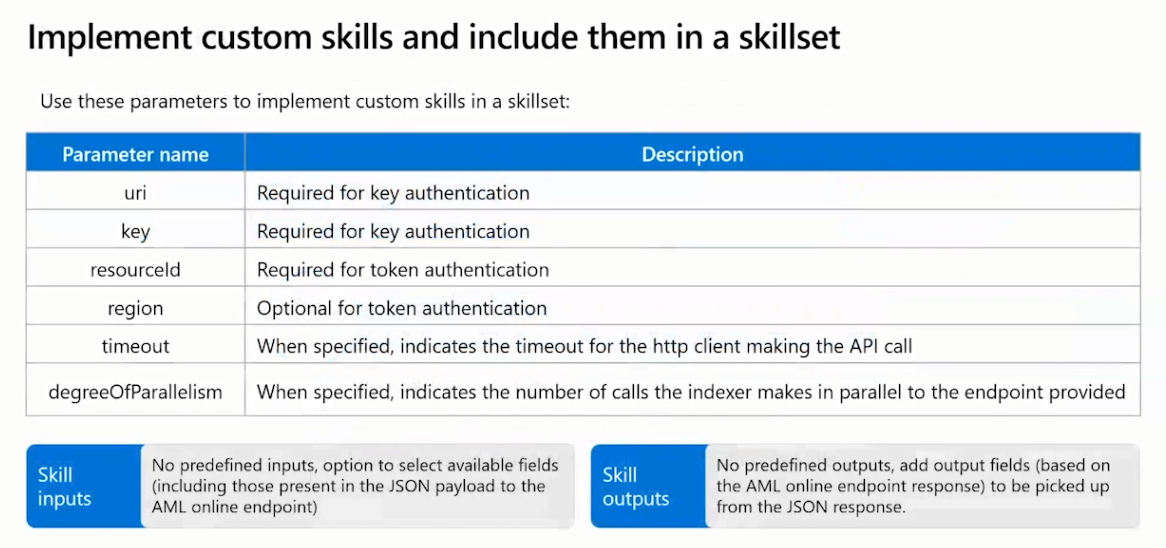 Implement custom skills and include them in a skillset
Use these parameters to implement custom skills in a skillset:
Parameter name Description
uri Required for key authentication
key Required for key authentication
resourceId Required for token authentication
region Optional for token authentication
timeout When specified, indicates the timeout for the http client making the API call
degreeOfParallelism When specified, indicates the number of calls the indexer makes in parallel to the endpoint provided
Skill
inputs
No predefined inputs, option to select available fields
(including those present in the JSON payload to the
AML online endpoint)
Skill
outputs
No predefined outputs, add output fields (based on
the AML online endpoint response) to be picked up
from the JSON response.